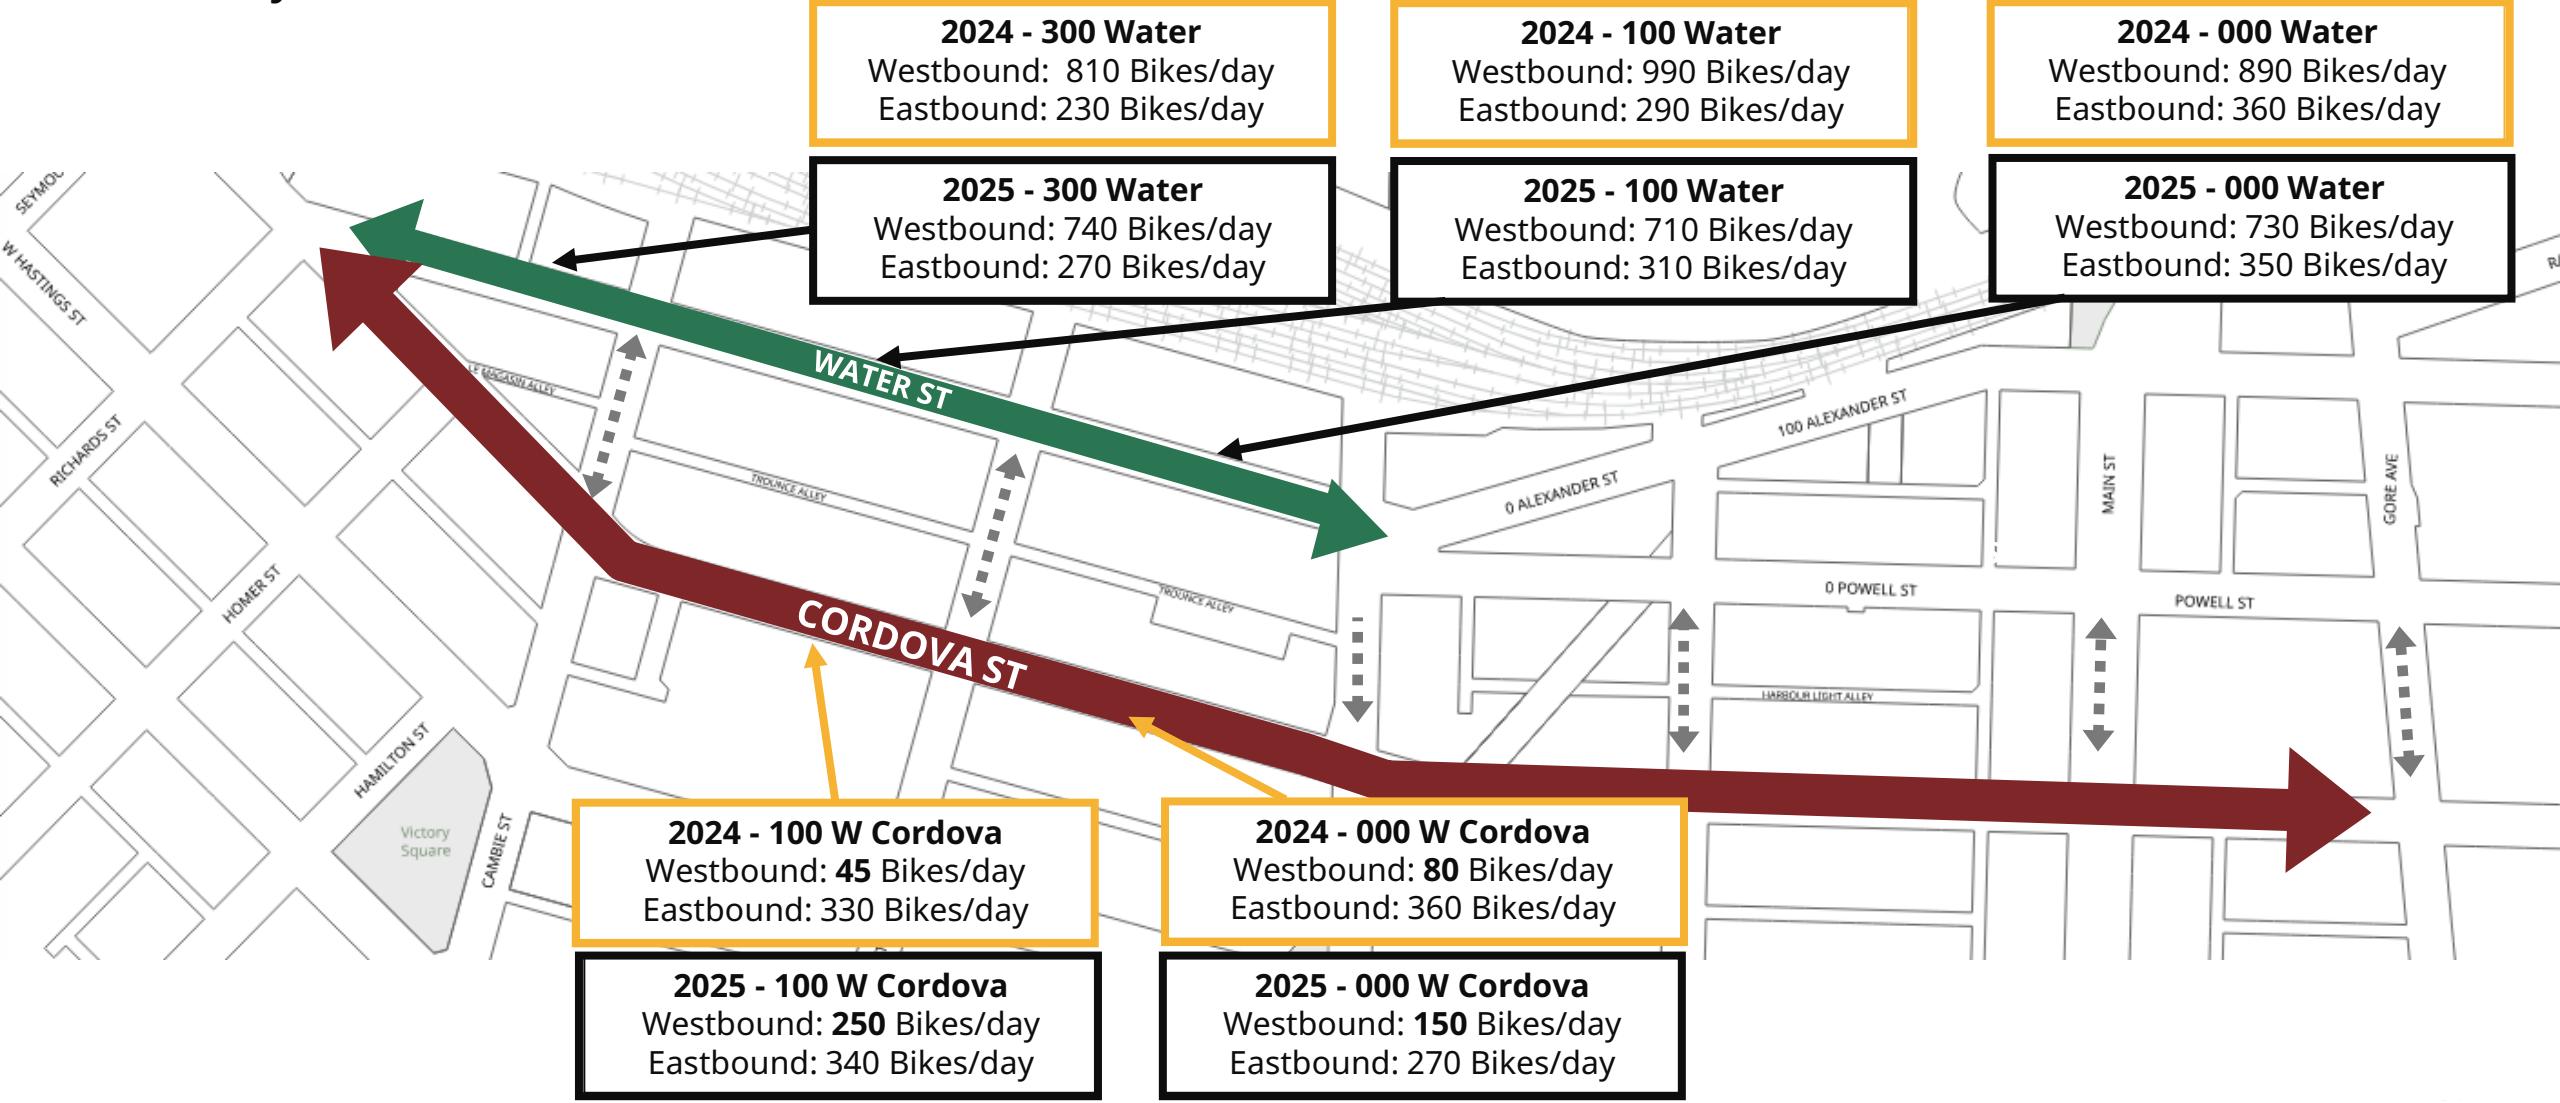 2024 - 300 Water
Westbound:  810 Bikes/day
Eastbound: 230 Bikes/day
2024 - 100 Water
Westbound: 990 Bikes/day
Eastbound: 290 Bikes/day
2024 - 000 Water
Westbound: 890 Bikes/day
Eastbound: 360 Bikes/day
2025 - 300 Water
Westbound: 740 Bikes/day
Eastbound: 270 Bikes/day
2025 - 100 Water
Westbound: 710 Bikes/day
Eastbound: 310 Bikes/day
2025 - 000 Water
Westbound: 730 Bikes/day
Eastbound: 350 Bikes/day
W HASTINGS ST
RICHARDS ST
HOMER ST
HAMILTON ST
CAMBIE ST
Victory
Square
LE MAGASIN ALLEY
WATER ST
TROUNCE ALLEY
TROUNCE ALLEY
CORDOVA ST
0 ALEXANDER ST
100 ALEXANDER ST
MAIN ST
GORE AVE
0 POWELL ST
POWELL ST
HARBOUR LIGHT ALLEY
2024 - 100 W Cordova
Westbound: 45 Bikes/day
Eastbound: 330 Bikes/day
2024 - 000 W Cordova
Westbound: 80 Bikes/day
Eastbound: 360 Bikes/day
2025 - 100 W Cordova
Westbound: 250 Bikes/day
Eastbound: 340 Bikes/day
2025 - 000 W Cordova
Westbound: 150 Bikes/day
Eastbound: 270 Bikes/day